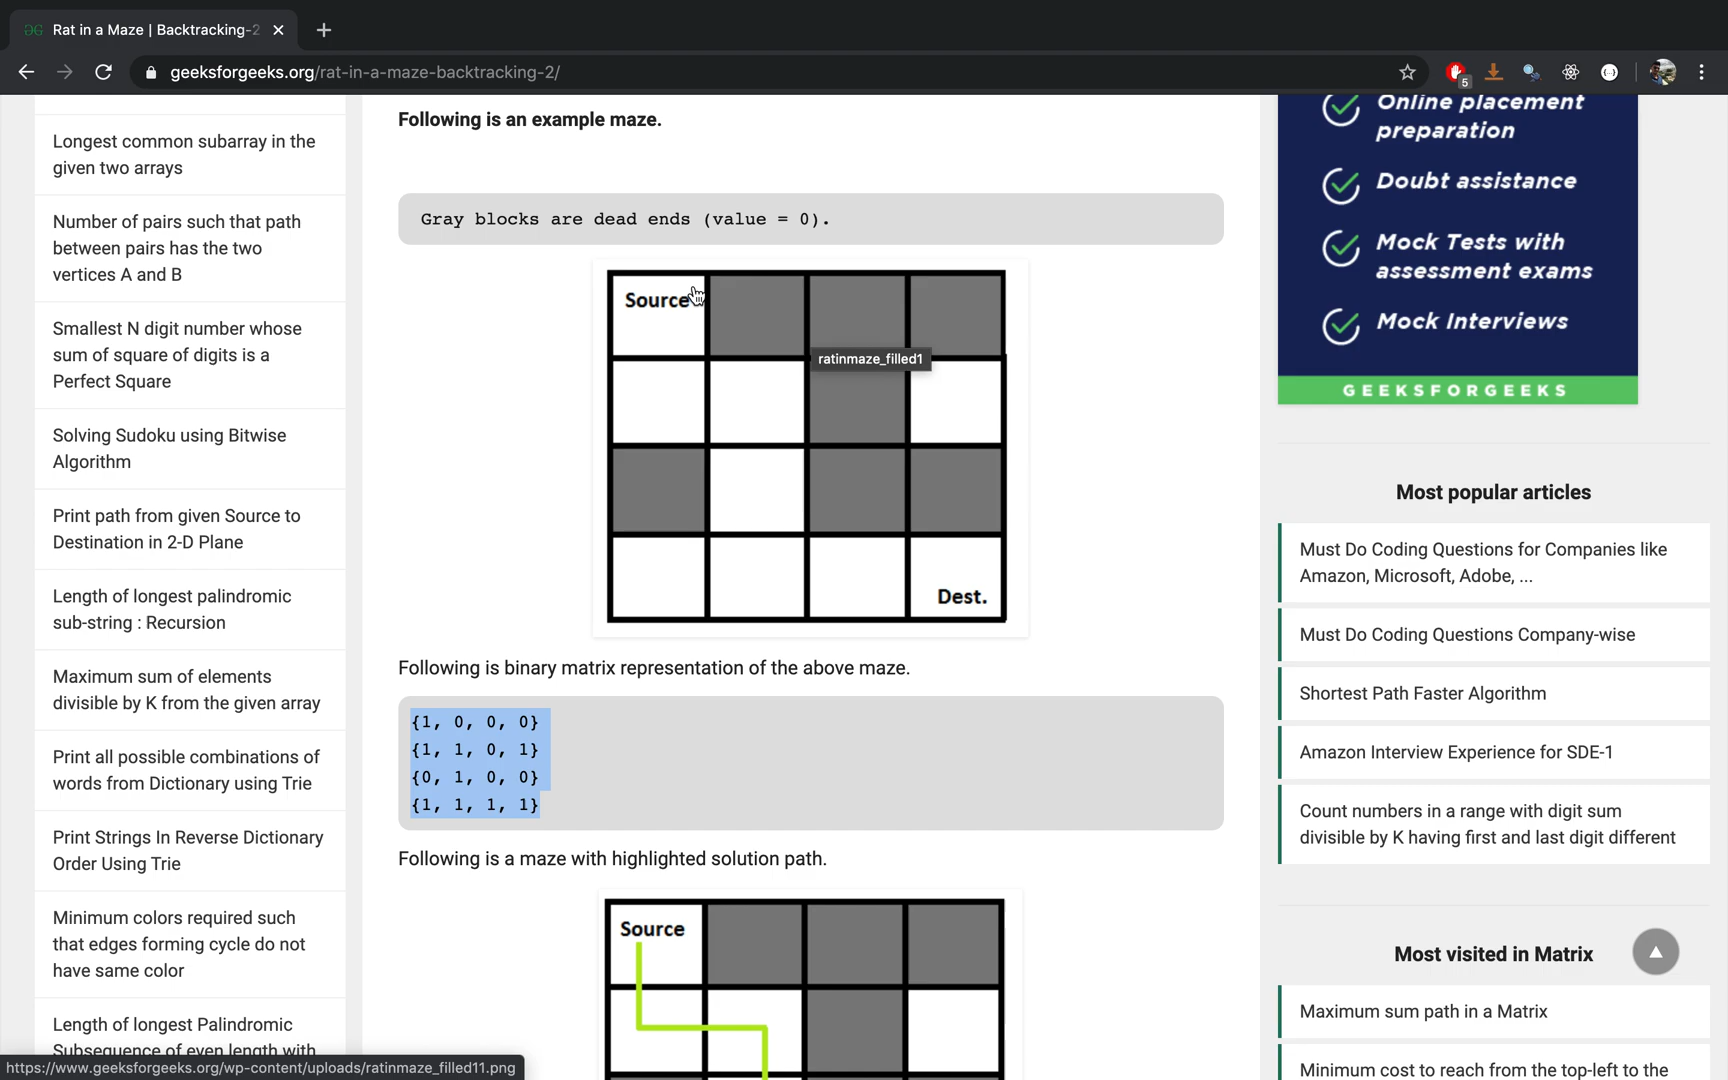 Rat in a Maze | Backtracking-2
geeksforgeeks.org/rat-in-a-maze-backtracking-2/
5
Longest common subarray in the
given two arrays
Number of pairs such that path
between pairs has the two
vertices A and B
Smallest N digit number whose
sum of square of digits is a
Perfect Square
Solving Sudoku using Bitwise
Algorithm
Print path from given Source to
Destination in 2-D Plane
Length of longest palindromic
sub-string : Recursion
Maximum sum of elements
divisible by K from the given array
Print all possible combinations of
words from Dictionary using Trie
Print Strings In Reverse Dictionary
Order Using Trie
Minimum colors required such
that edges forming cycle do not
have same color
Length of longest Palindromic
Subsequence of even length with
https://www.geeksforgeeks.org/wp-content/uploads/ratinmaze_filled11.png
Following is an example maze.
Gray blocks are dead ends (value = 0).
Source
ratinmaze_filled1
Dest.
Following is binary matrix representation of the above maze.
{1, 0, 0, 0}
{1, 1, 0, 1}
{0, 1, 0, 0}
{1, 1, 1, 1}
Following is a maze with highlighted solution path.
Source
Online placement
preparation
Doubt assistance
Mock Tests with
assessment exams
Mock Interviews
GEEKSFORGEEKS
Most popular articles
Must Do Coding Questions for Companies like
Amazon, Microsoft, Adobe, ...
Must Do Coding Questions Company-wise
Shortest Path Faster Algorithm
Amazon Interview Experience for SDE-1
Count numbers in a range with digit sum
divisible by K having first and last digit different
Most visited in Matrix
Maximum sum path in a Matrix
Minimum cost to reach from the top-left to the